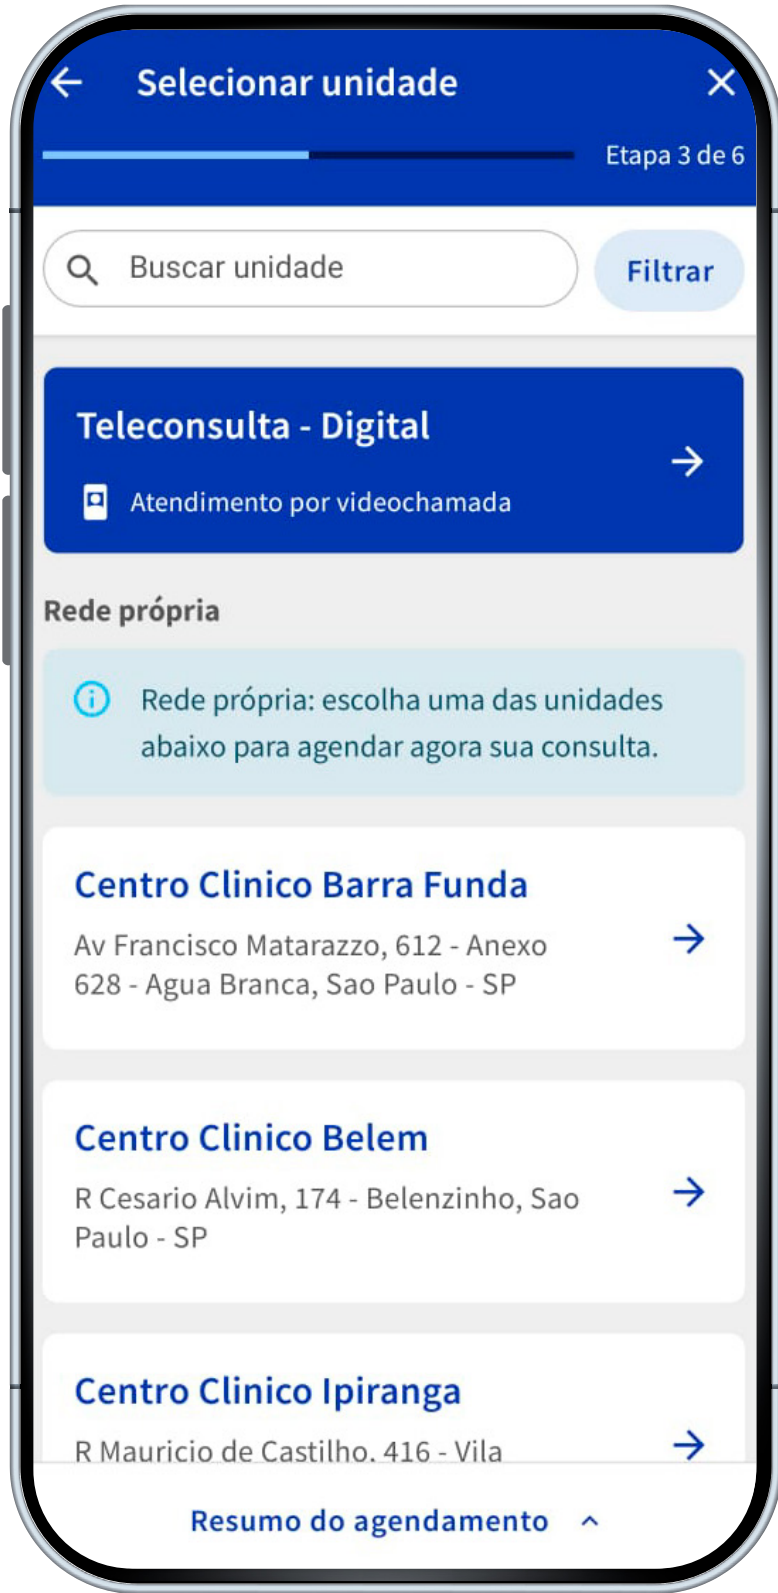 Selecionar unidade
Etapa 3 de 6
Buscar unidade
Filtrar
Teleconsulta - Digital
Atendimento por videochamada
Rede própria
Rede própria: escolha uma das unidades
abaixo para agendar agora sua consulta.
Centro Clinico Barra Funda
Av Francisco Matarazzo, 612 - Anexo
628 - Agua Branca, Sao Paulo - SP
Centro Clinico Belem
R Cesario Alvim, 174 - Belenzinho, Sao
Paulo - SP
Centro Clinico Ipiranga
R Mauricio de Castilho, 416 - Vila
Resumo do agendamento